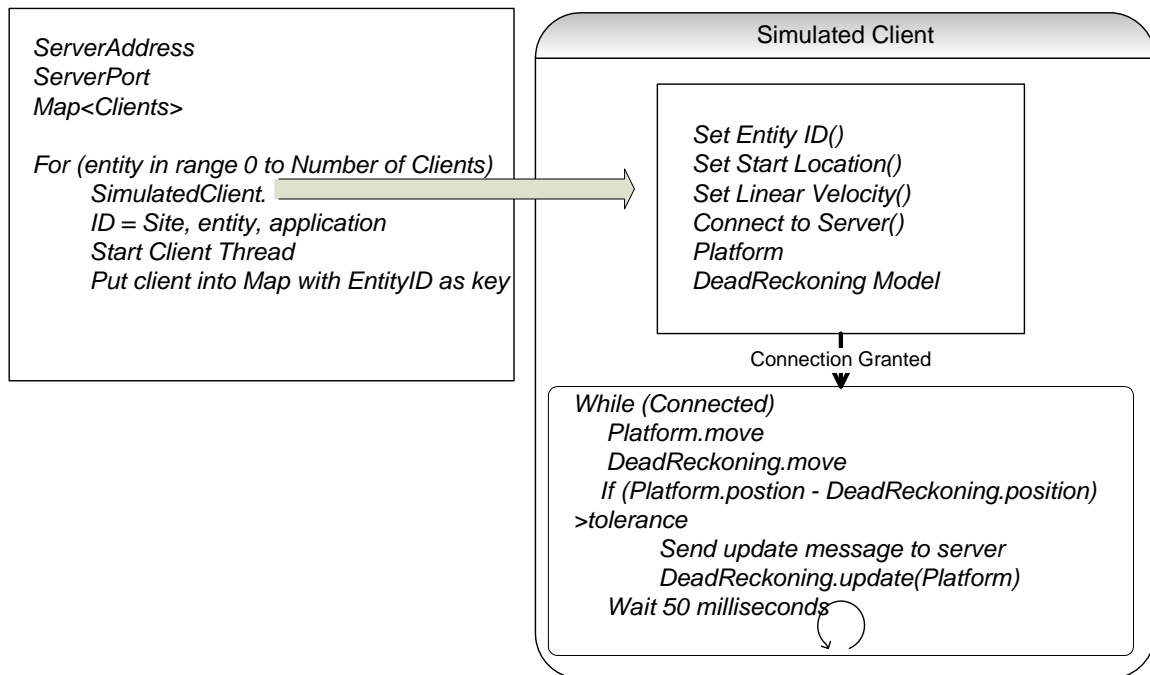 ServerAddress
ServerPort
Map<Clients>
For (entity in range 0 to Number of Clients)
SimulatedClient.
ID = Site, entity, application
Start Client Thread
Put client into Map with EntityID as key
Simulated Client
Set Entity ID()
Set Start Location()
Set Linear Velocity()
Connect to Server()
Platform
DeadReckoning Model
Connection Granted
While (Connected)
Platform.move
DeadReckoning.move
If (Platform.postion - DeadReckoning.position)
>tolerance
Send update message to server
DeadReckoning.update(Platform)
Wait 50 milliseconds